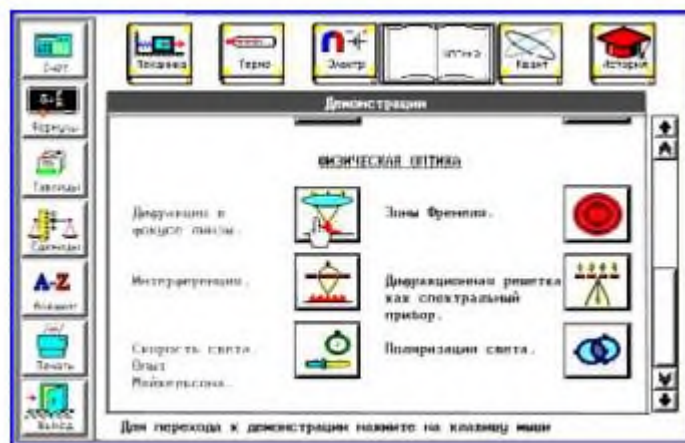 Механика Термо Электр Оптика Квант История
Счет
Формулы
Таблицы
Единицы
A-Z
Алфавит
Печать
Выход
Демонстрации
ФИЗИЧЕСКАЯ ОПТИКА
Дифракция в
фокусе линзы.
Зоны Френеля.
Интерференция.
Дифракционная решетка
как спектральный
прибор.
Скорость света.
Опыт
Майкельсона.
Поляризация света.
Для перехода к демонстрации нажмите на клавишу мыши